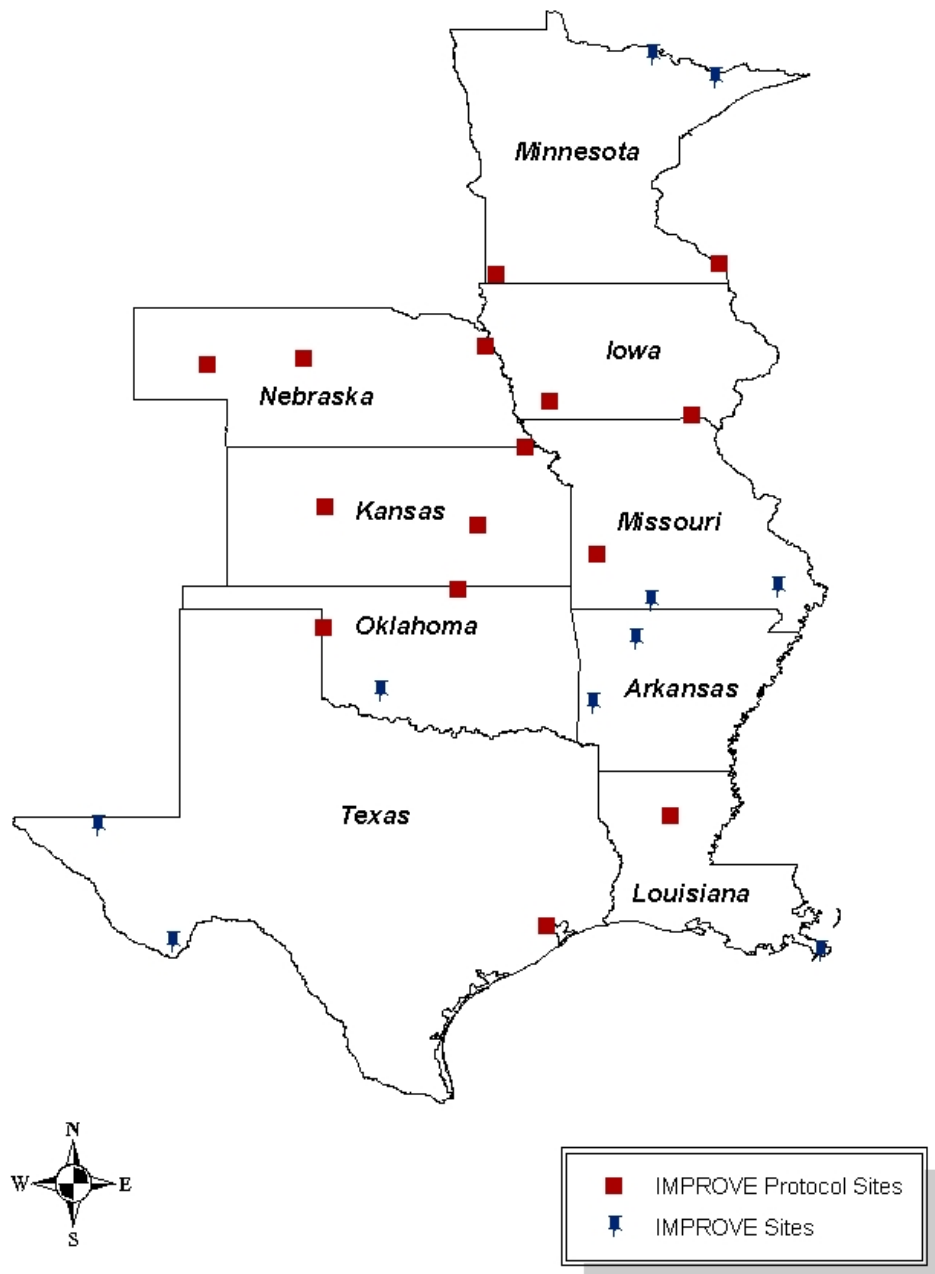 Minnesota
Iowa
Nebraska
Kansas
Missouri
Oklahoma
Arkansas
Texas
Louisiana
N
W
E
S
IMPROVE Protocol Sites
IMPROVE Sites